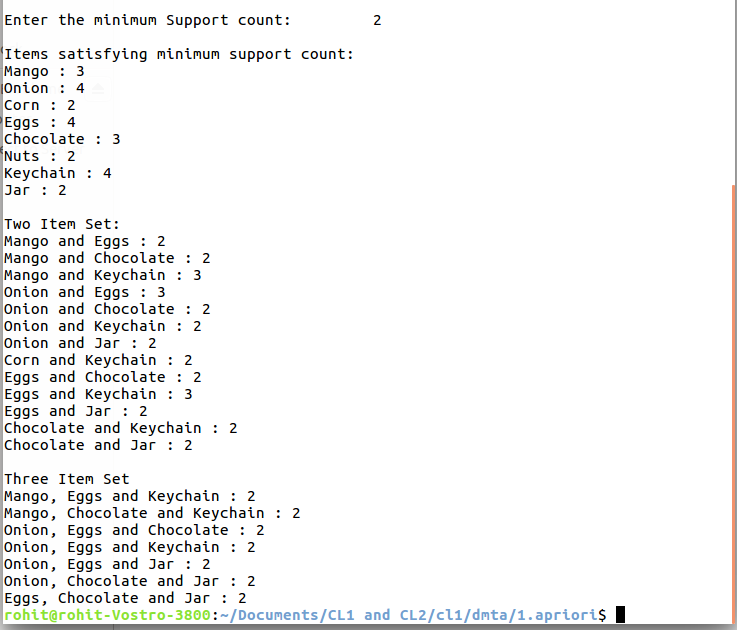 Enter the minimum Support count: 2
Items satisfying minimum support count:
Mango : 3
Onion : 4
Corn : 2
Eggs : 4
Chocolate : 3
Nuts : 2
Keychain : 4
Jar : 2
Two Item Set:
Mango and Eggs : 2
Mango and Chocolate : 2
Mango and Keychain : 3
Onion and Eggs : 3
Onion and Chocolate : 2
Onion and Keychain : 2
Onion and Jar : 2
Corn and Keychain : 2
Eggs and Chocolate : 2
Eggs and Keychain : 3
Eggs and Jar : 2
Chocolate and Keychain : 2
Chocolate and Jar : 2
Three Item Set
Mango, Eggs and Keychain : 2
Mango, Chocolate and Keychain : 2
Onion, Eggs and Chocolate : 2
Onion, Eggs and Keychain : 2
Onion, Eggs and Jar : 2
Onion, Chocolate and Jar : 2
Eggs, Chocolate and Jar : 2
rohit@rohit-Vostro-3800:~/Documents/CL1 and CL2/cl1/dmta/1.apriori$